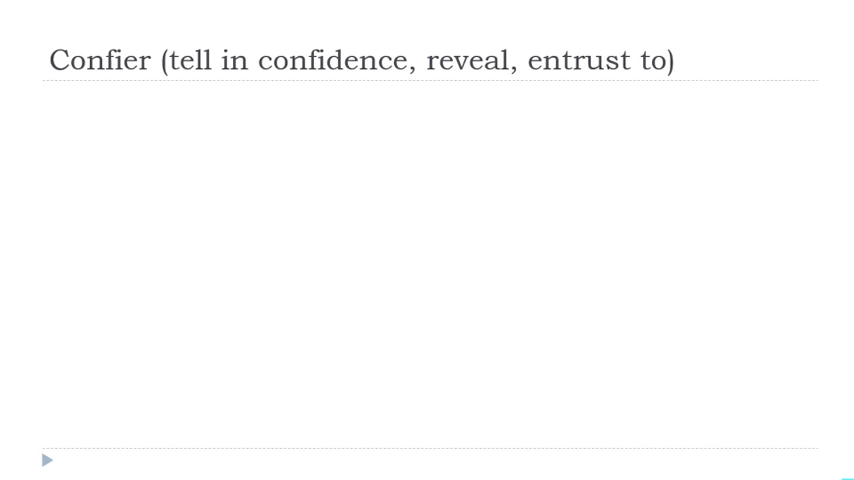 Confier (tell in confidence, reveal, entrust to)